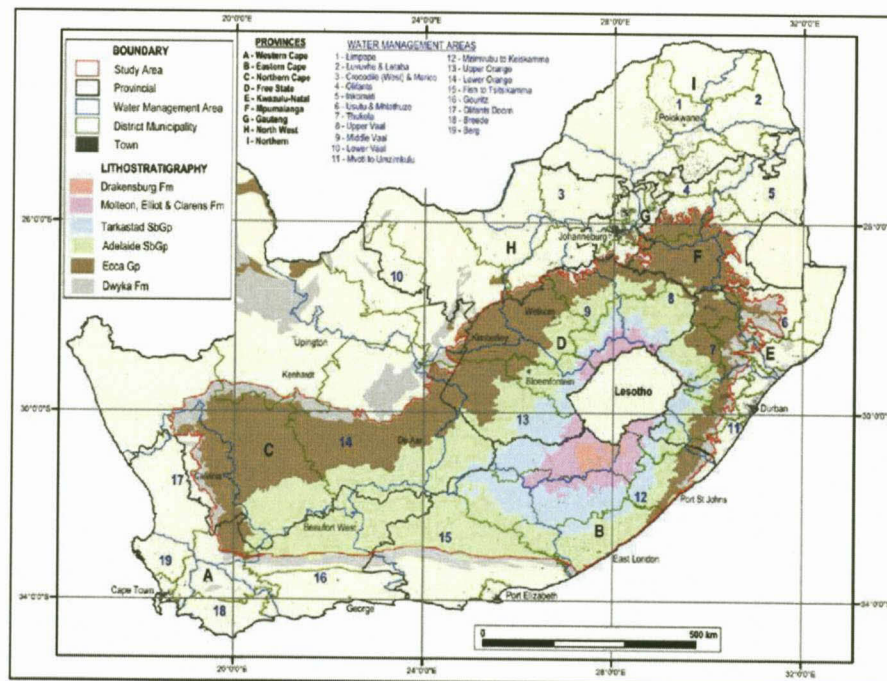 20°0'0"E 24°0'0"E 28°0'0"E 32°0'0"E
BOUNDARY
Study Area
Provincial
Water Management Area
District Municipality
Town
LITHOSTRATIGRAPHY
Drakensburg Fm
Molteon, Elliot & Clarens Fm
Tarkastad SbGp
Adelaide SbGp
Ecca Gp
Dwyka Fm
PROVINCES
A - Western Cape
B - Eastern Cape
C - Northern Cape
D - Free State
E - Kwazulu-Natal
F - Mpumalanga
G - Gauteng
H - North West
I - Northern
WATER MANAGEMENT AREAS
1 - Limpopo
2 - Luvuvhu & Letaba
3 - Crocodile (West) & Marico
4 - Olifants
5 - Inkomati
6 - Usutu & Mhlathuze
7 - Thukela
8 - Upper Vaal
9 - Middle Vaal
10 - Lower Vaal
11 - Mvoti to Umzimkulu
12 - Mzimvubu to Keiskamma
13 - Upper Orange
14 - Lower Orange
15 - Fish to Tsitsikamma
16 - Gouritz
17 - Olifants Doorn
18 - Breede
19 - Berg
I
1
2
Polokwane
3
4
5
26°0'0"S
G
Johannesburg
26°0'0"S
H
F
10
9
8
6
Welkom
Upington
Kimberley
D
7
E
Kenhardt
Bloemfontein
Lesotho
30°0'0"S
Durban
30°0'0"S
13
11
14
De Aar
C
17
Calvinia
12
Port St Johns
Beaufort West
15
B
19
East London
A
16
34°0'0"S
Cape Town
18
George
Port Elizabeth
34°0'0"S
0 500 km
20°0'0"E 24°0'0"E 28°0'0"E 32°0'0"E